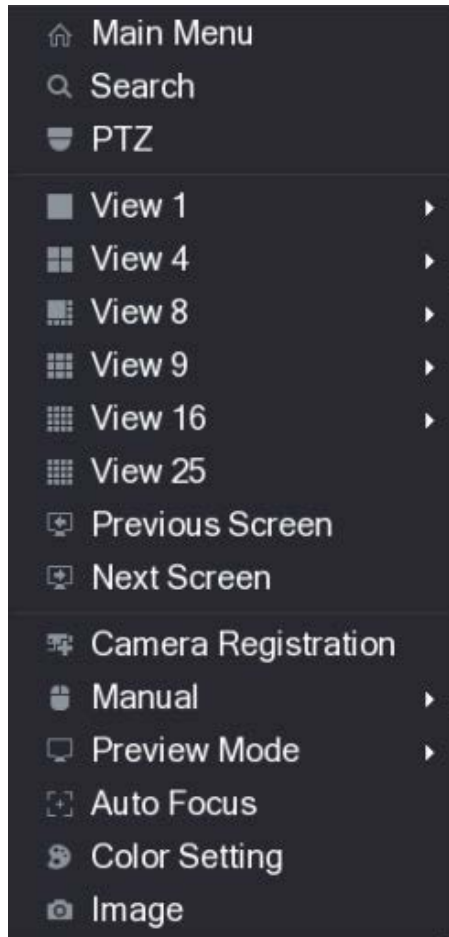 Main Menu
Search
PTZ
View 1
View 4
View 8
View 9
View 16
View 25
Previous Screen
Next Screen
Camera Registration
Manual
Preview Mode
Auto Focus
Color Setting
Image